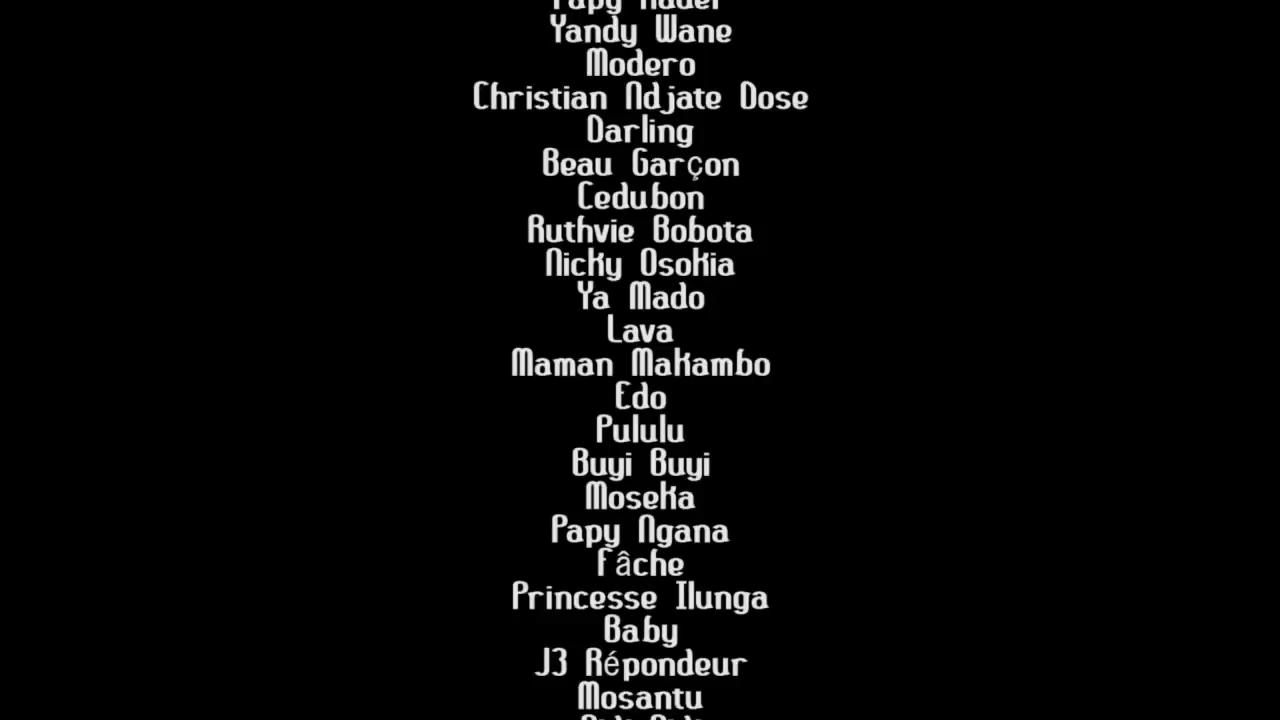 Yandy Wane
Modero
Christian Ndjate Dose
Darling
Beau Garçon
Cedubon
Ruthvie Bobota
Nicky Osokia
Ya Mado
Lava
Maman Makambo
Edo
Pululu
Buyi Buyi
Moseka
Papy Ngana
Fâche
Princesse Ilunga
Baby
J3 Répondeur
Mosantu